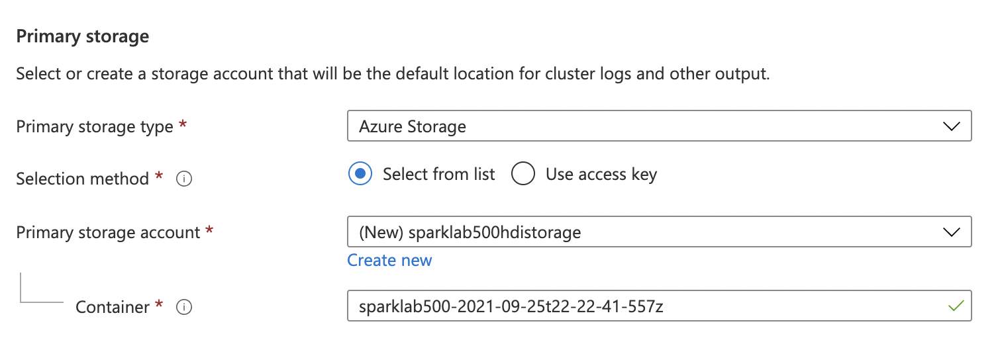 Primary storage
Select or create a storage account that will be the default location for cluster logs and other output.
Primary storage type * Azure Storage
Selection method * Select from list Use access key
Primary storage account * (New) sparklab500hdistorage
Create new
Container * sparklab500-2021-09-25t22-22-41-557z